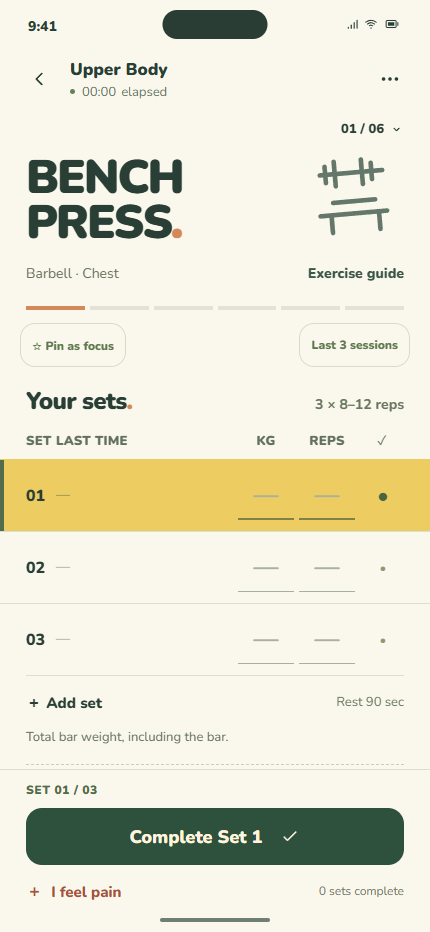 9:41
Upper Body
00:00 elapsed
01 / 06
BENCH
PRESS.
Barbell · Chest
Exercise guide
☆ Pin as focus
Last 3 sessions
Your sets.
3 × 8–12 reps
SET LAST TIME KG REPS ✓
01 —
02 —
03 —
+ Add set
Rest 90 sec
Total bar weight, including the bar.
SET 01 / 03
Complete Set 1 ✓
+ I feel pain
0 sets complete